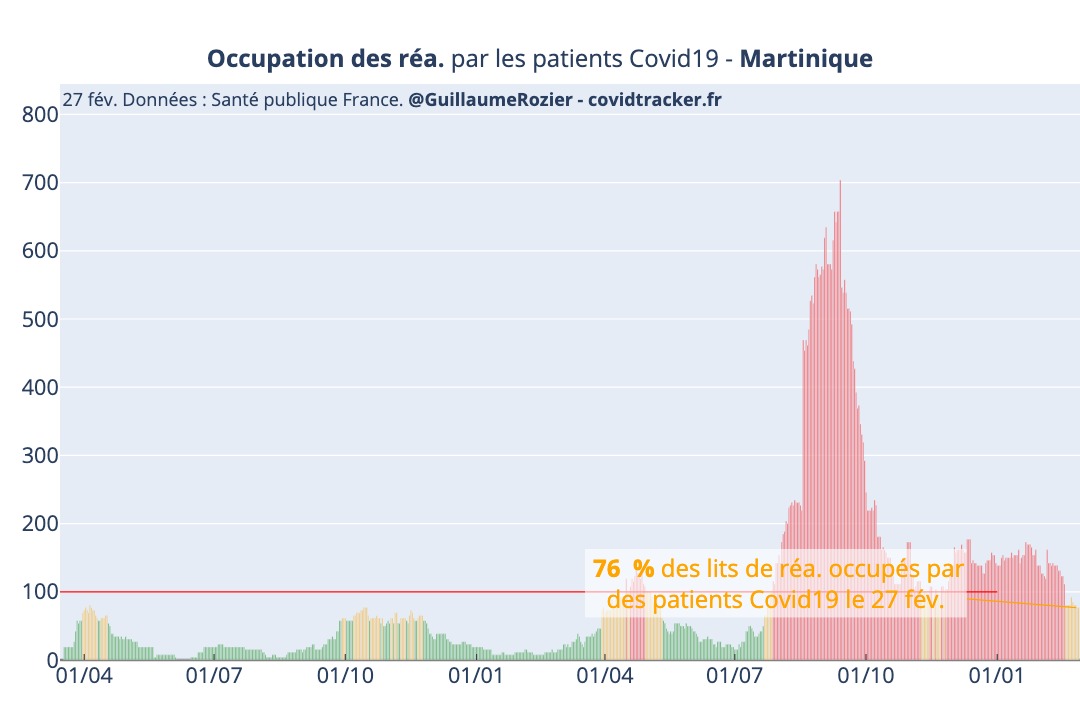 Occupation des réa. par les patients Covid19 - Martinique
27 fév. Données : Santé publique France. @GuillaumeRozier - covidtracker.fr
800
700
600
500
400
300
200
100
0
76 % des lits de réa. occupés par
des patients Covid19 le 27 fév.
01/04 01/07 01/10 01/01 01/04 01/07 01/10 01/01